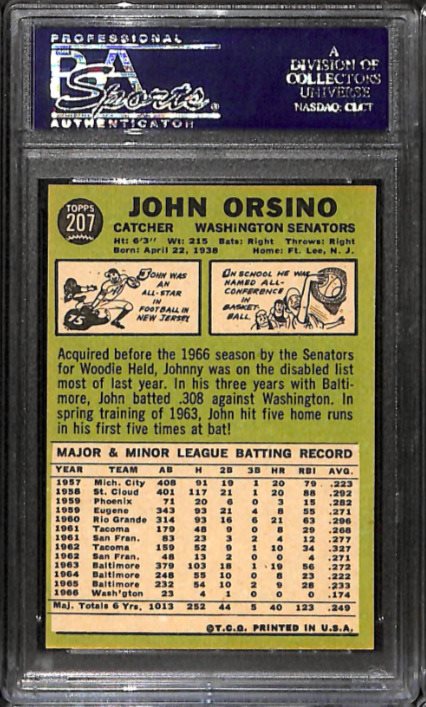 PROFESSIONAL
PSA
Sports®
AUTHENTICATOR
A
DIVISION OF
COLLECTORS
UNIVERSE
NASDAQ: CLCT
TOPPS
207
JOHN ORSINO
CATCHER WASHINGTON SENATORS
Ht: 6'3" Wt: 215 Bats: Right Throws: Right
Born: April 22, 1938 Home: Ft. Lee, N. J.
JOHN WAS
AN
ALL-STAR
IN
FOOTBALL IN
NEW JERSEY.
15
IN SCHOOL HE WAS
NAMED ALL-
CONFERENCE
IN
BASKET-
BALL.
Acquired before the 1966 season by the Senators
for Woodie Held, Johnny was on the disabled list
most of last year. In his three years with Balti-
more, John batted .308 against Washington. In
spring training of 1963, John hit five home runs
in his first five times at bat!
MAJOR & MINOR LEAGUE BATTING RECORD
YEAR TEAM AB H 2B 3B HR RBI AVG.
1957 Mich. City 408 91 19 1 20 79 .223
1958 St. Cloud 401 117 21 1 20 88 .292
1959 Phoenix 71 20 6 0 3 15 .282
1959 Eugene 343 93 21 4 8 55 .271
1960 Rio Grande 314 93 16 6 21 63 .296
1961 Tacoma 179 48 9 0 8 29 .268
1961 San Fran. 83 23 3 2 4 12 .277
1962 Tacoma 159 52 9 1 10 34 .327
1962 San Fran. 48 13 2 0 0 4 .271
1963 Baltimore 379 103 18 1 19 56 .272
1964 Baltimore 248 55 10 0 8 23 .222
1965 Baltimore 232 54 10 2 9 28 .233
1966 Wash'gton 23 4 1 0 0 0 .174
Maj. Totals 6 Yrs. 1013 252 44 5 40 123 .249
©T.C.G. PRINTED IN U.S.A.